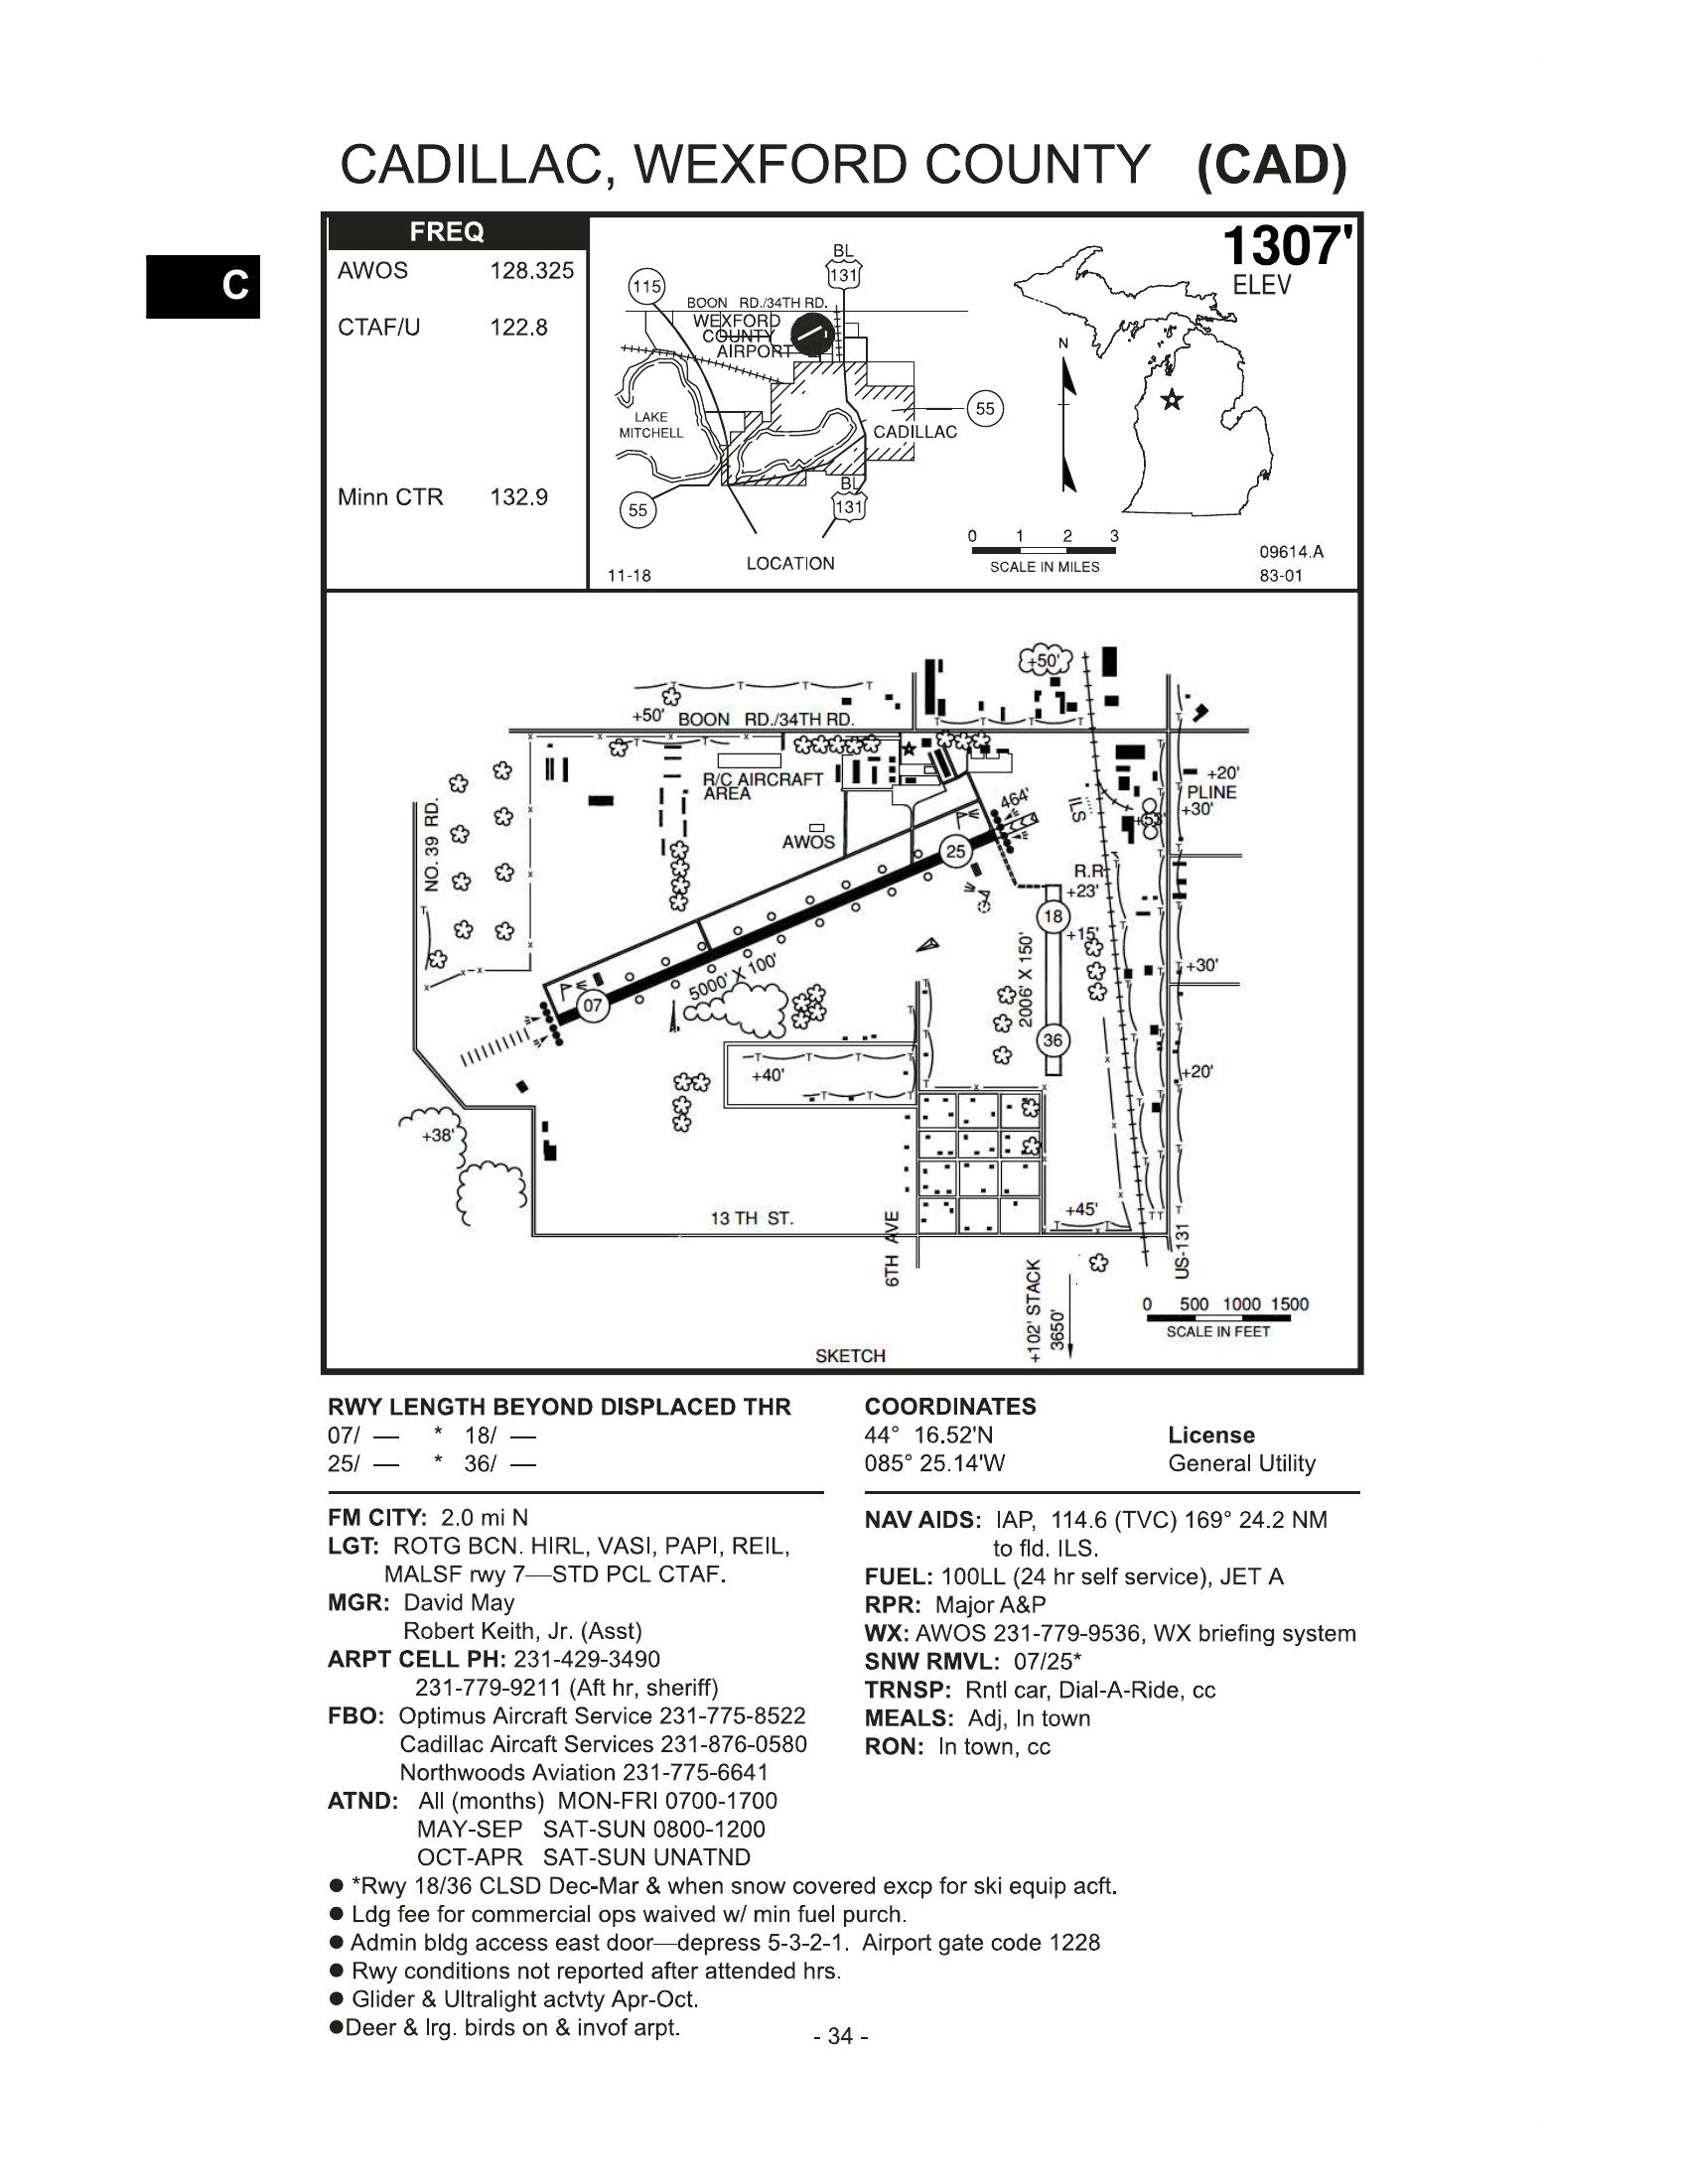 CADILLAC, WEXFORD COUNTY (CAD)
C
FREQ
AWOS 128.325
CTAF/U 122.8
Minn CTR 132.9
1307'
ELEV
BL
131
115
BOON RD./34TH RD.
WEXFORD
COUNTY
AIRPORT
N
LAKE
MITCHELL
55
CADILLAC
BL
131
55
LOCATION
11-18
0 1 2 3
SCALE IN MILES
09614.A
83-01
+50'
+50' BOON RD./34TH RD.
R/C AIRCRAFT
AREA
AWOS
NO. 39 RD.
464'
ILS
+20'
PLINE
+30'
+53'
25
R.R.
+23'
18
+15'
2006' X 150'
+30'
5000' X 100'
07
36
+40'
+20'
+38'
13 TH ST.
6TH AVE
+45'
US-131
+102' STACK
3650'
0 500 1000 1500
SCALE IN FEET
SKETCH
RWY LENGTH BEYOND DISPLACED THR
07/ — * 18/ —
25/ — * 36/ —
COORDINATES
44° 16.52'N
085° 25.14'W
License
General Utility
FM CITY: 2.0 mi N
LGT: ROTG BCN. HIRL, VASI, PAPI, REIL,
MALSF rwy 7—STD PCL CTAF.
MGR: David May
Robert Keith, Jr. (Asst)
ARPT CELL PH: 231-429-3490
231-779-9211 (Aft hr, sheriff)
FBO: Optimus Aircraft Service 231-775-8522
Cadillac Aircaft Services 231-876-0580
Northwoods Aviation 231-775-6641
ATND: All (months) MON-FRI 0700-1700
MAY-SEP SAT-SUN 0800-1200
OCT-APR SAT-SUN UNATND
NAV AIDS: IAP, 114.6 (TVC) 169° 24.2 NM
to fld. ILS.
FUEL: 100LL (24 hr self service), JET A
RPR: Major A&P
WX: AWOS 231-779-9536, WX briefing system
SNW RMVL: 07/25*
TRNSP: Rntl car, Dial-A-Ride, cc
MEALS: Adj, In town
RON: In town, cc
● *Rwy 18/36 CLSD Dec-Mar & when snow covered excp for ski equip acft.
● Ldg fee for commercial ops waived w/ min fuel purch.
● Admin bldg access east door—depress 5-3-2-1. Airport gate code 1228
● Rwy conditions not reported after attended hrs.
● Glider & Ultralight actvty Apr-Oct.
●Deer & lrg. birds on & invof arpt.
- 34 -